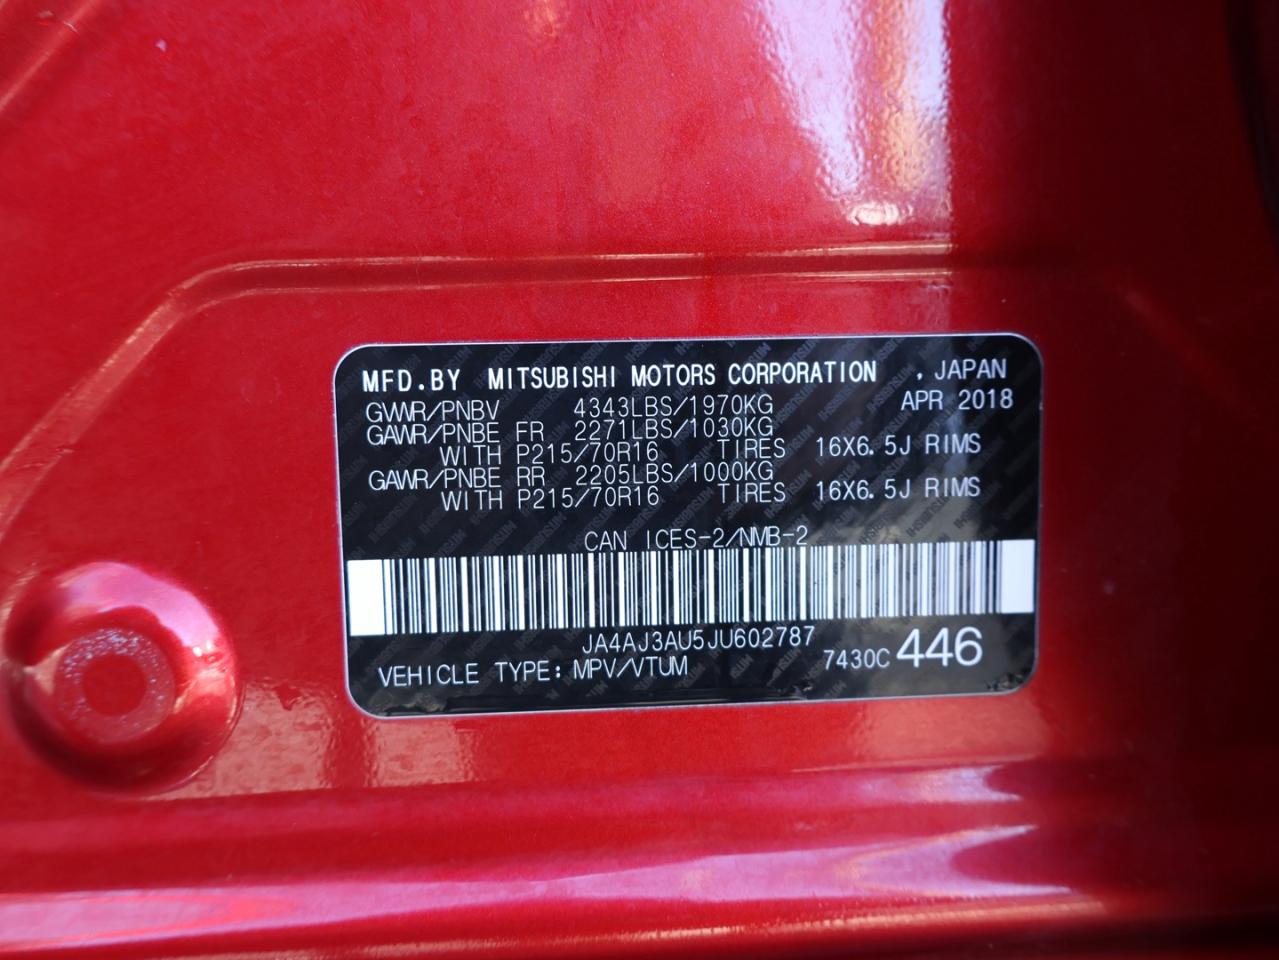 MFD.BY MITSUBISHI MOTORS CORPORATION , JAPAN
GVWR/PNBV 4343LBS/1970KG APR 2018
GAWR/PNBE FR 2271LBS/1030KG
WITH P215/70R16 TIRES 16X6.5J RIMS
GAWR/PNBE RR 2205LBS/1000KG
WITH P215/70R16 TIRES 16X6.5J RIMS
CAN ICES-2/NMB-2
JA4AJ3AU5JU602787
VEHICLE TYPE: MPV/VTUM 7430C 446